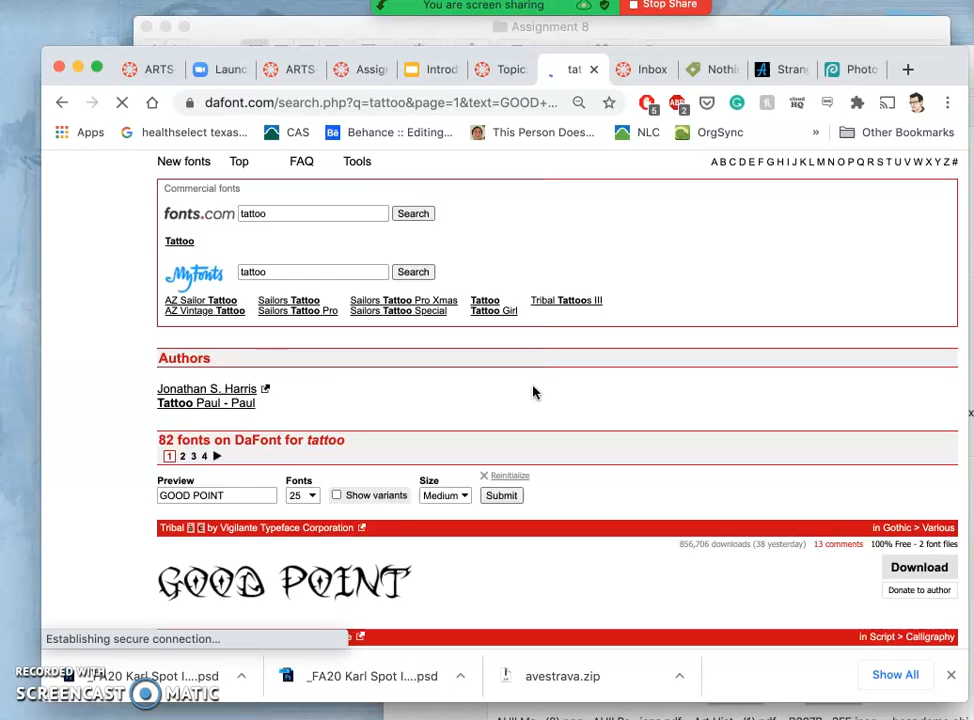 You are screen sharing Stop Share
Assignment 8
ARTS- Launc ARTS- Assig Introd Topic: tat Inbox Nothi Stran Photo
dafont.com/search.php?q=tattoo&page=1&text=GOOD+... 5 2 cloud HQ
Apps healthselect texas... CAS Behance :: Editing... This Person Does... NLC OrgSync » Other Bookmarks
New fonts Top FAQ Tools A B C D E F G H I J K L M N O P Q R S T U V W X Y Z #
Commercial fonts
fonts.com tattoo Search
Tattoo
MyFonts tattoo Search
AZ Sailor Tattoo Sailors Tattoo Sailors Tattoo Pro Xmas Tattoo Tribal Tattoos III
AZ Vintage Tattoo Sailors Tattoo Pro Sailors Tattoo Special Tattoo Girl
Authors
Jonathan S. Harris
Tattoo Paul - Paul
82 fonts on DaFont for tattoo
1 2 3 4
Reinitialize
Preview Fonts Size
GOOD POINT 25 Show variants Medium Submit
Tribal à € by Vigilante Typeface Corporation in Gothic > Various
856,706 downloads (38 yesterday) 13 comments 100% Free - 2 font files
GOOD POINT
Download
Donate to author
in Script > Calligraphy
Establishing secure connection...
_FA20 Karl Spot I....psd _FA20 Karl Spot I....psd avestrava.zip Show All
RECORDED WITH
SCREENCAST MATIC